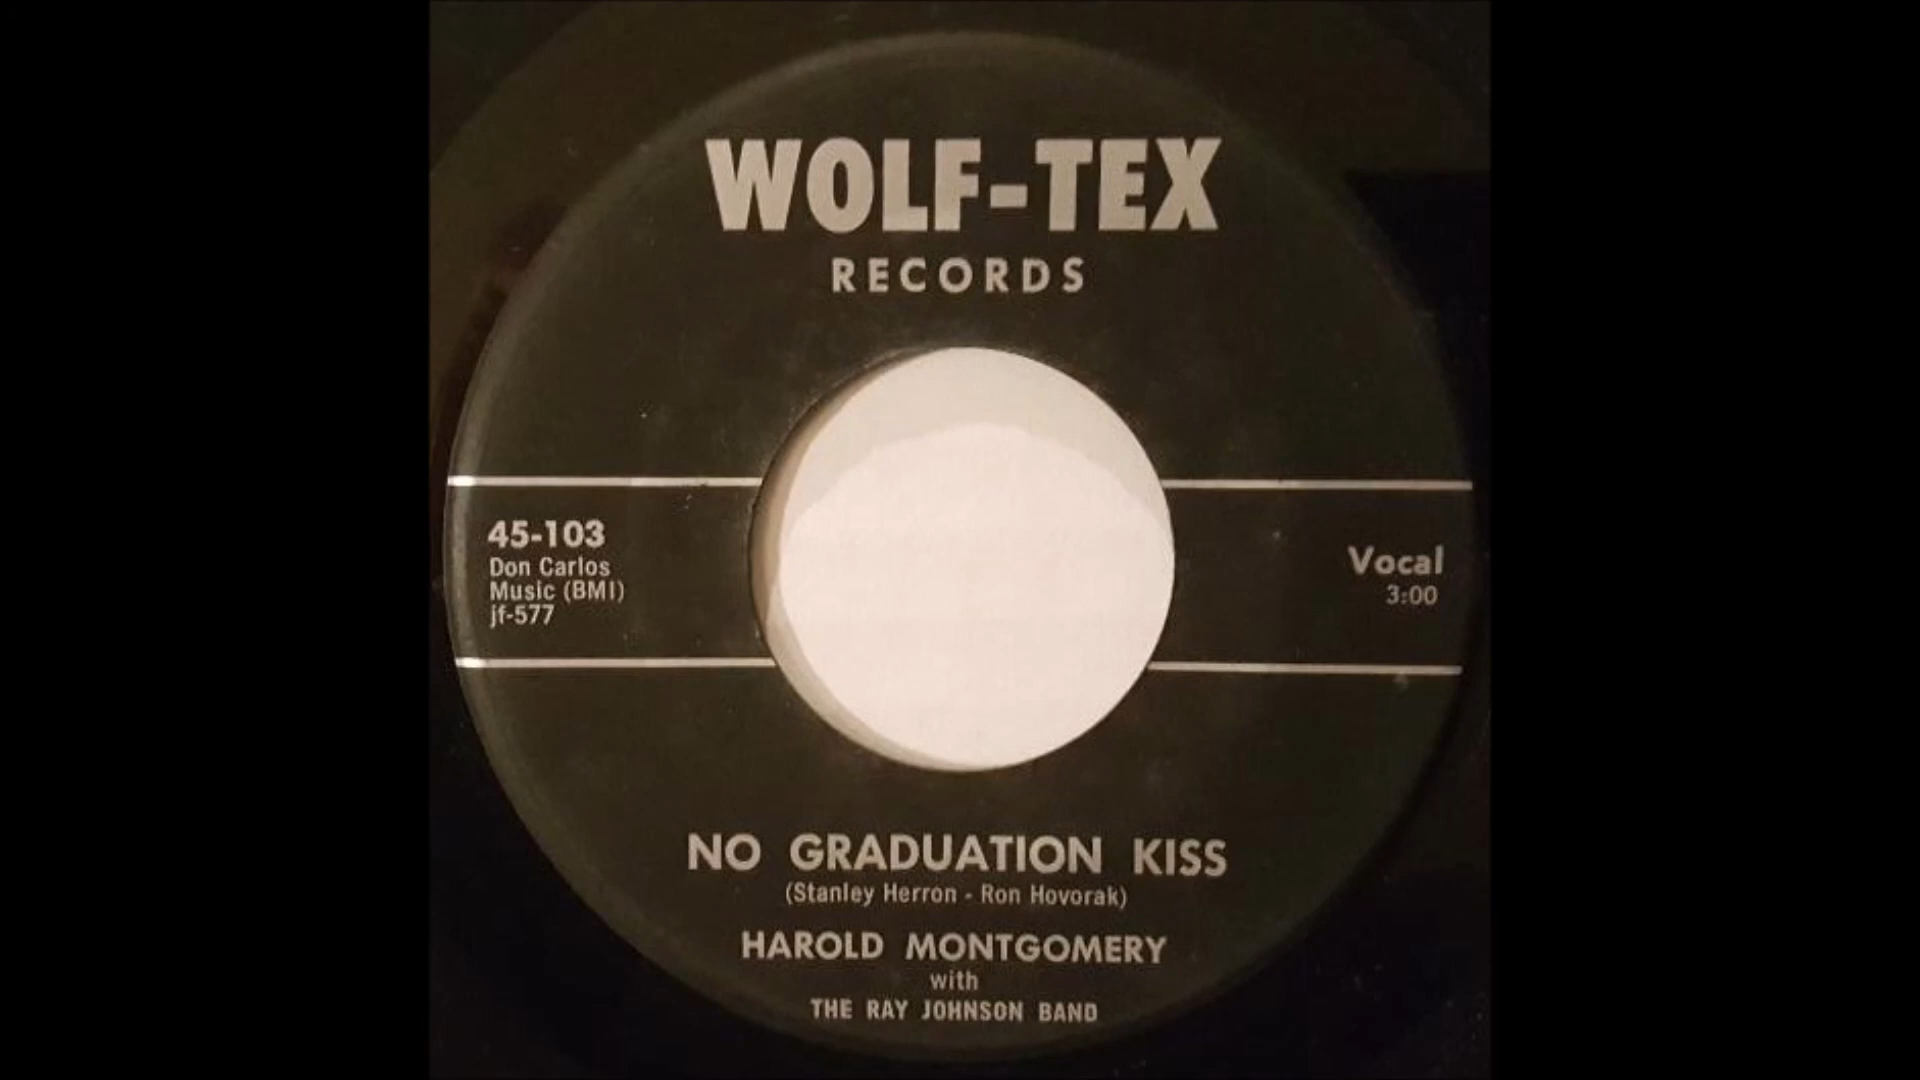 WOLF-TEX
RECORDS
45-103
Don Carlos
Music (BMI)
jf-577
Vocal
3:00
NO GRADUATION KISS
(Stanley Herron - Ron Hovorak)
HAROLD MONTGOMERY
with
THE RAY JOHNSON BAND